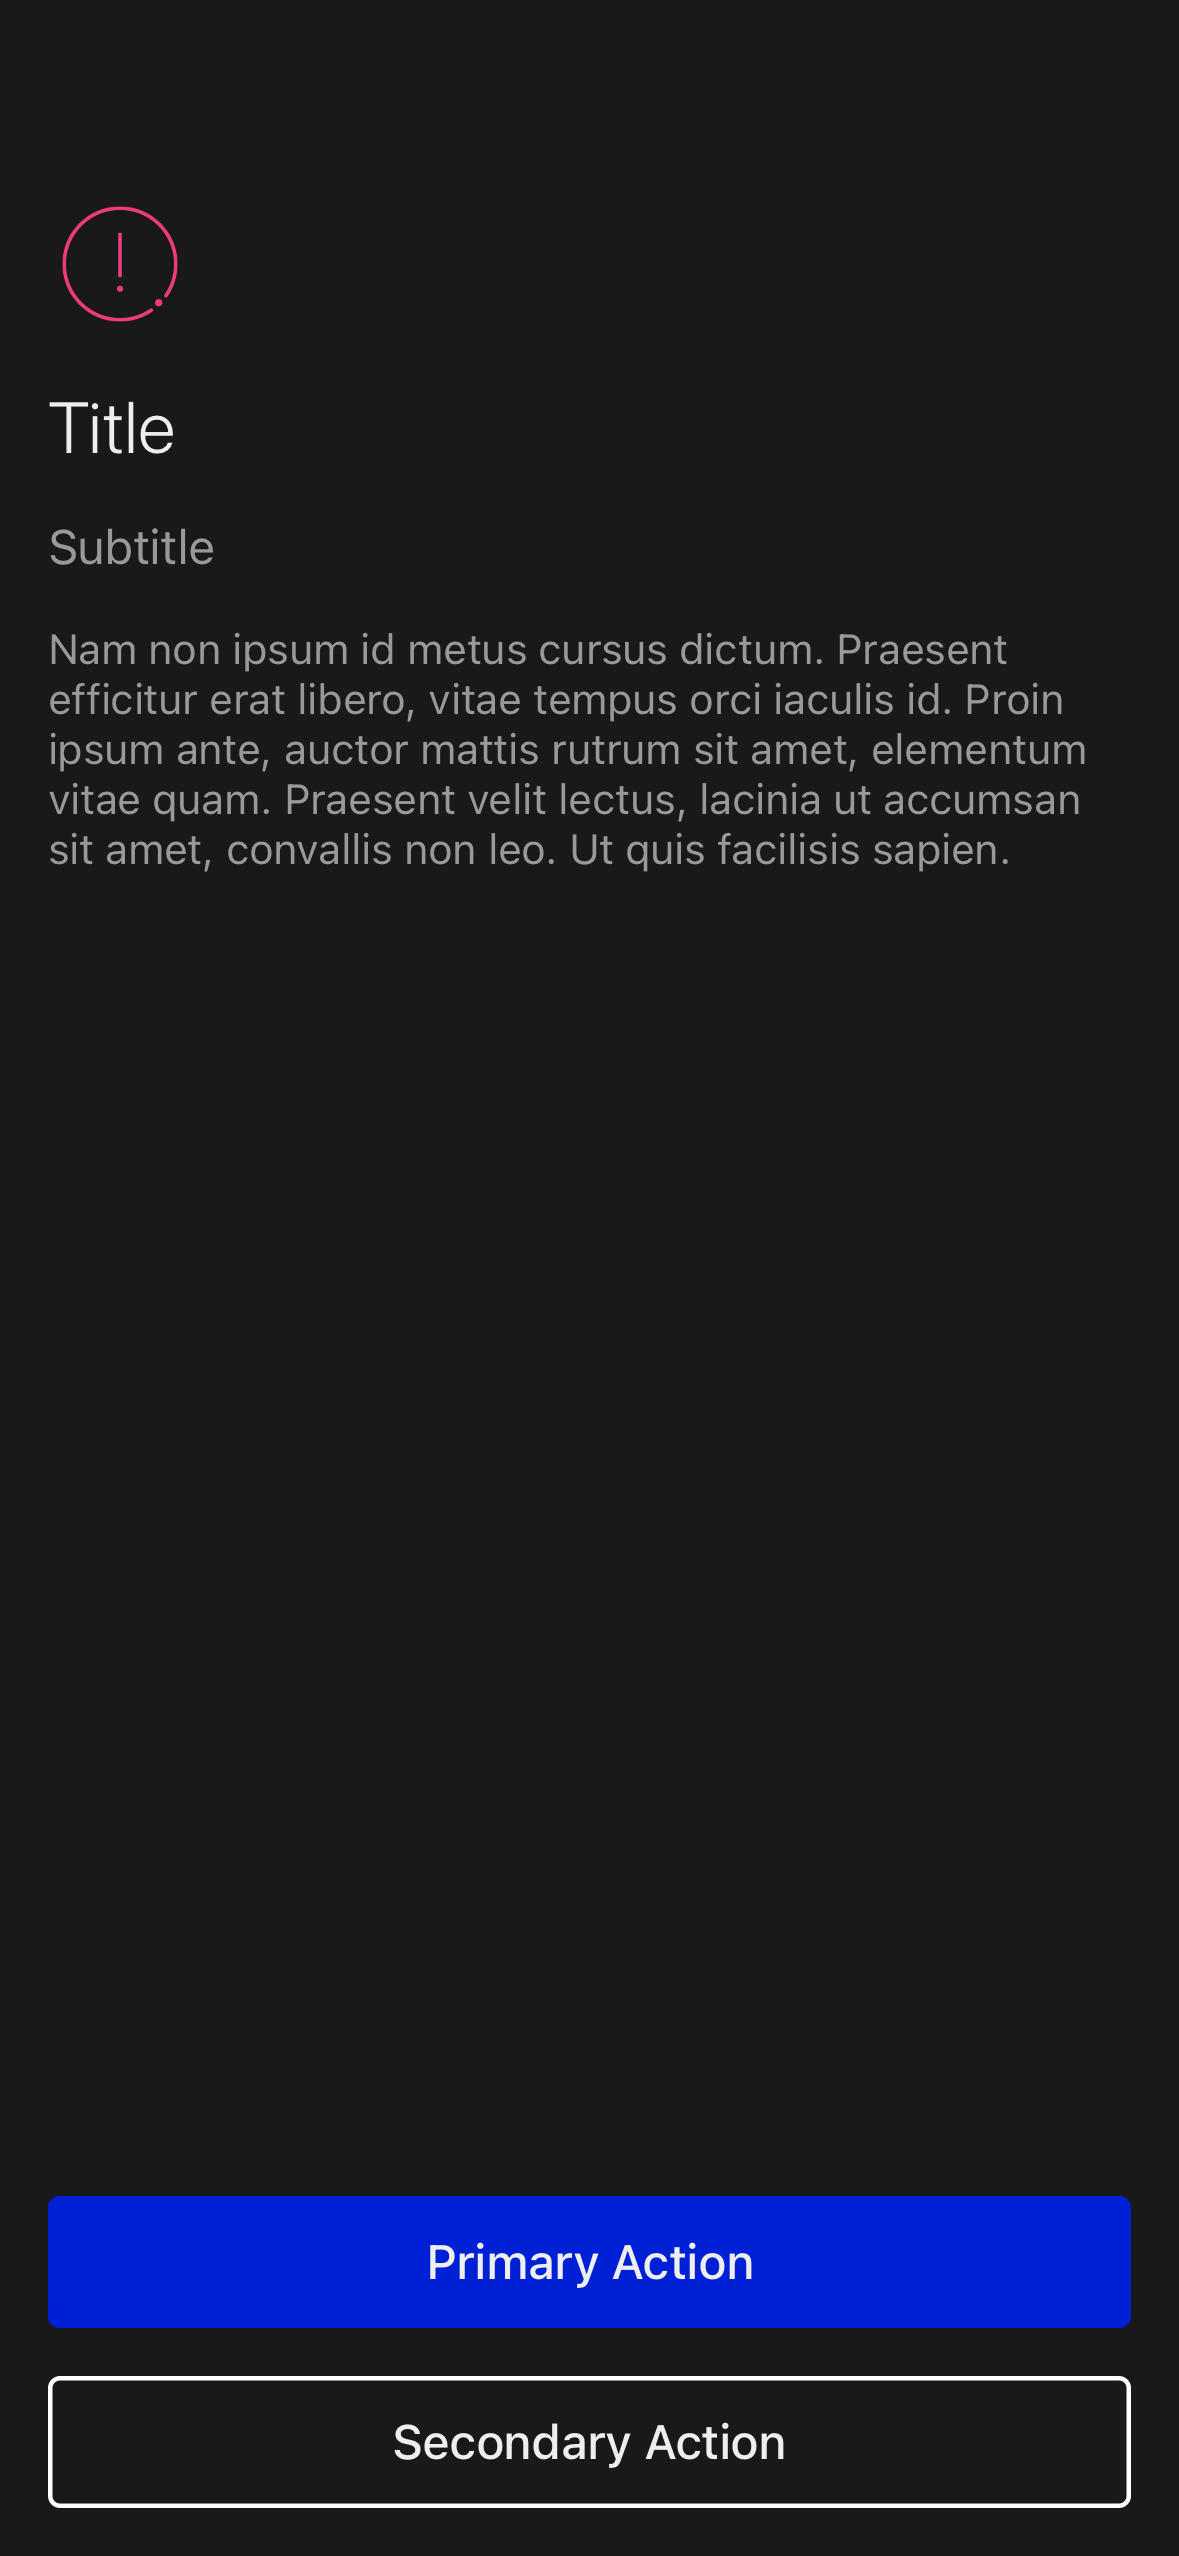 Title
Subtitle
Nam non ipsum id metus cursus dictum. Praesent
efficitur erat libero, vitae tempus orci iaculis id. Proin
ipsum ante, auctor mattis rutrum sit amet, elementum
vitae quam. Praesent velit lectus, lacinia ut accumsan
sit amet, convallis non leo. Ut quis facilisis sapien.
Primary Action
Secondary Action